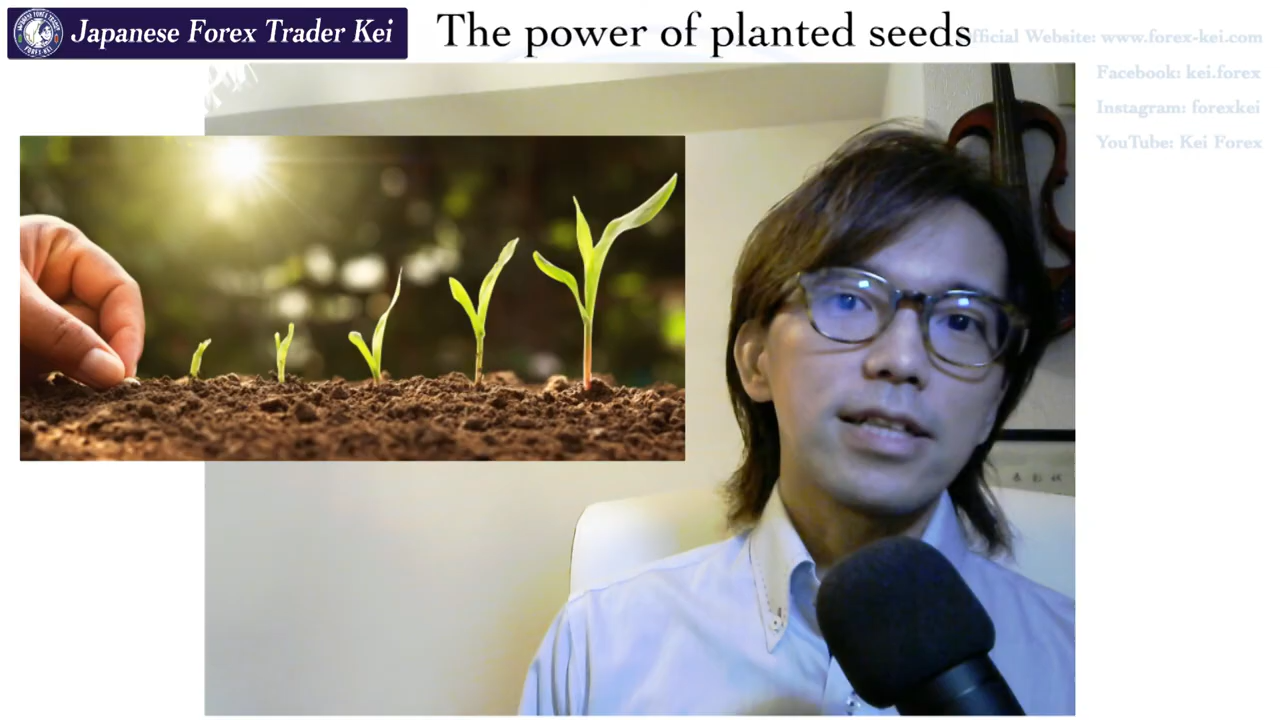 Japanese Forex Trader Kei
The power of planted seeds
Official Website: www.forex-kei.com
Facebook: kei.forex
Instagram: forexkei
YouTube: Kei Forex